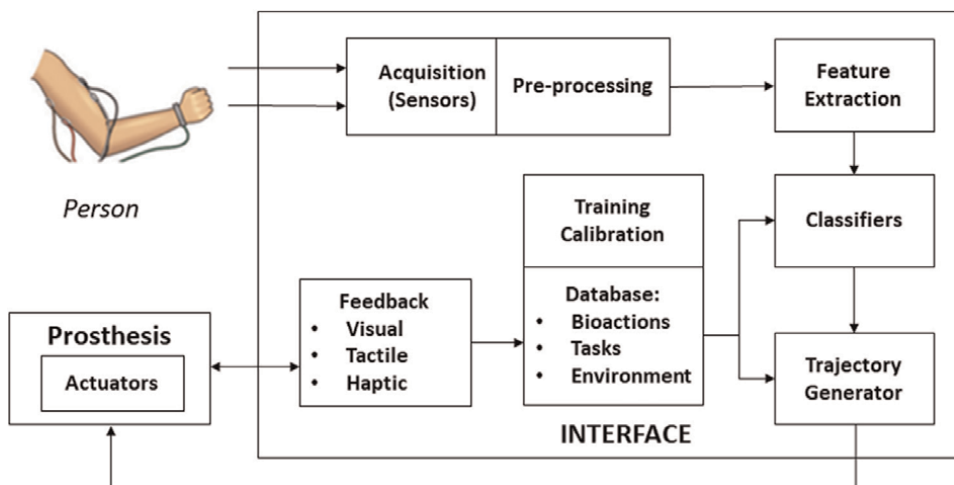 Acquisition
(Sensors)
Pre-processing
Feature
Extraction
Person
Training
Calibration
Classifiers
Feedback
• Visual
• Tactile
• Haptic
Database:
• Bioactions
• Tasks
• Environment
Prosthesis
Actuators
Trajectory
Generator
INTERFACE